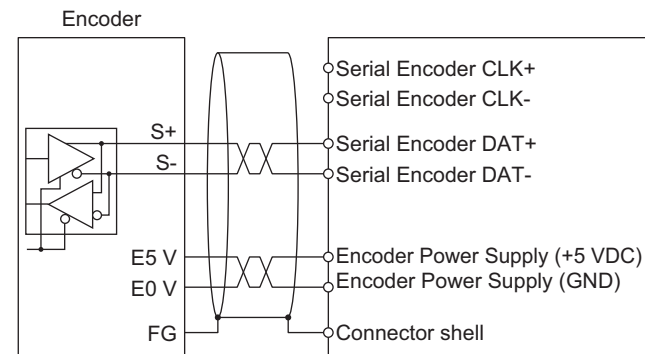 Encoder
Serial Encoder CLK+
Serial Encoder CLK-
S+
Serial Encoder DAT+
S-
Serial Encoder DAT-
E5 V
Encoder Power Supply (+5 VDC)
E0 V
Encoder Power Supply (GND)
FG
Connector shell